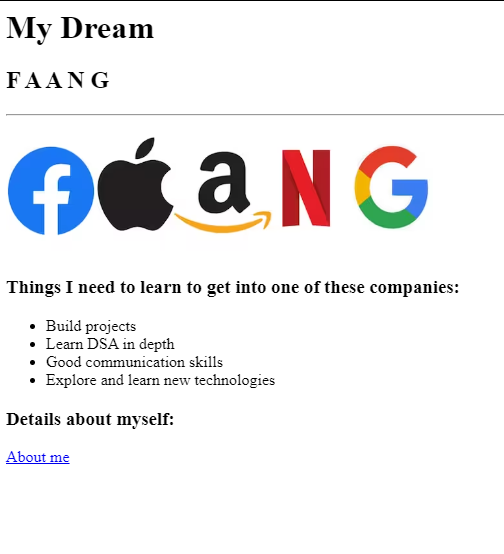 My Dream
F A A N G
f a N G
Things I need to learn to get into one of these companies:
Build projects
Learn DSA in depth
Good communication skills
Explore and learn new technologies
Details about myself:
About me